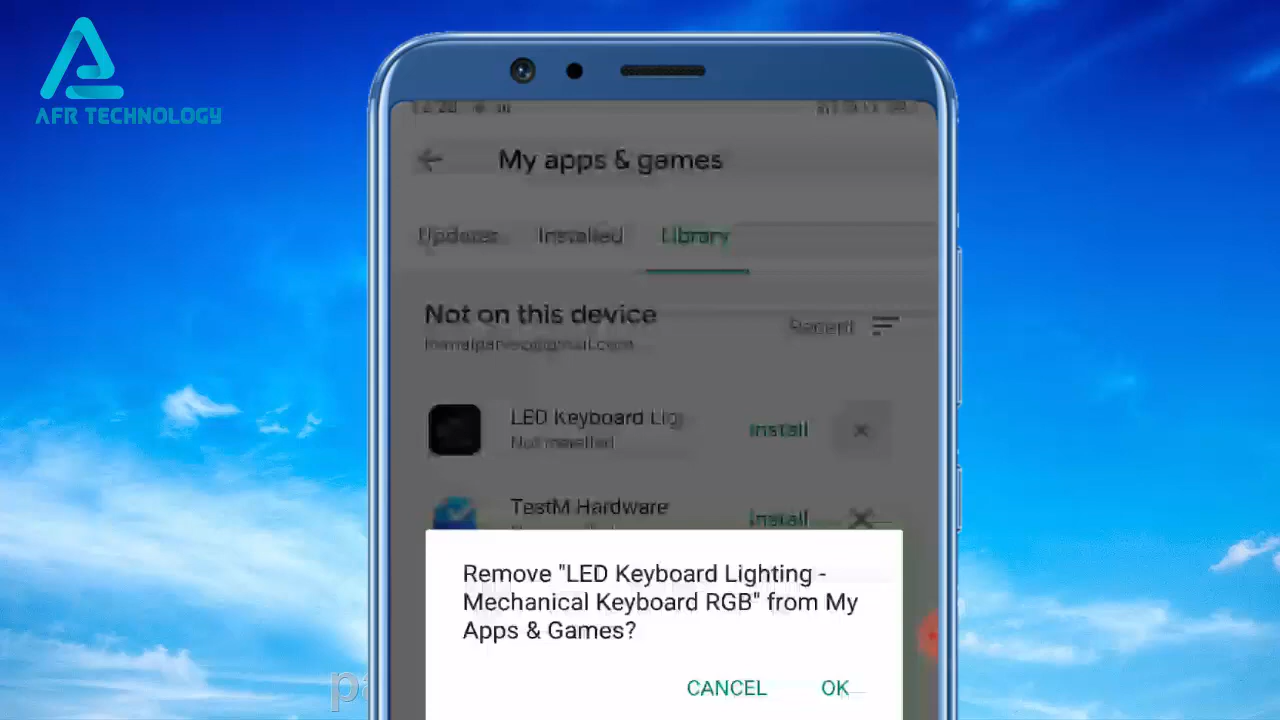 AFR TECHNOLOGY
My apps & games
Updates
Installed
Library
Not on this device
Recent
LED Keyboard Lig
Install
Not installed
TestM Hardware
Install
Remove "LED Keyboard Lighting -
Mechanical Keyboard RGB" from My
Apps & Games?
CANCEL
OK